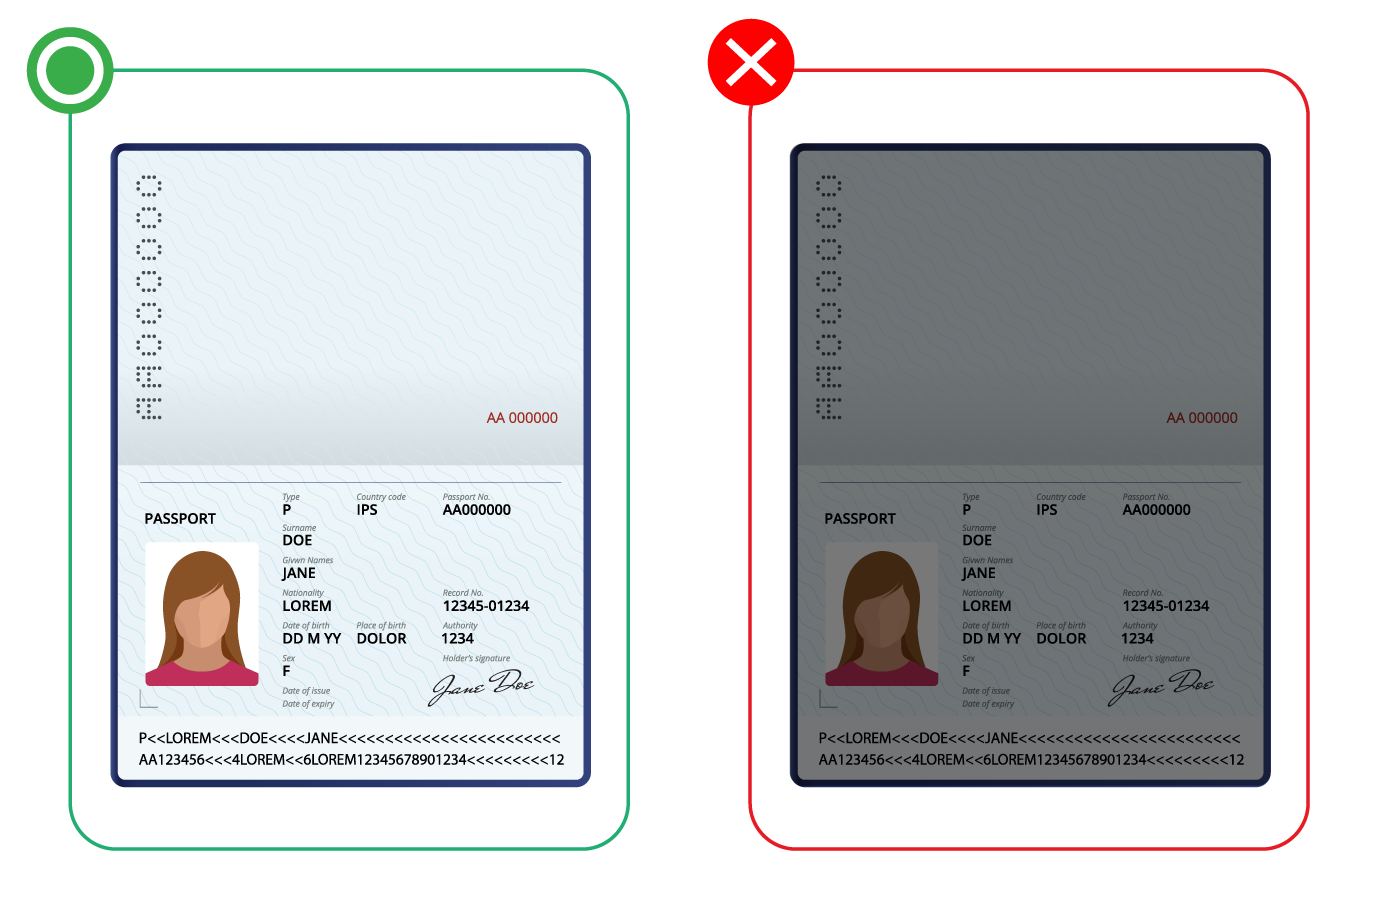 AA000000
AA 000000
PASSPORT
Type Country code Passport No.
P IPS AA000000
Surname
DOE
Givwn Names
JANE
Nationality Record No.
LOREM 12345-01234
Date of birth Place of birth Authority
DD M YY DOLOR 1234
Sex Holder's signature
F
Jane Doe
Date of issue
Date of expiry
P<<LOREM<<<DOE<<<<JANE<<<<<<<<<<<<<<<<<<<<<<<<
AA123456<<<4LOREM<<6LOREM12345678901234<<<<<<<<<12
AA000000
AA 000000
PASSPORT
Type Country code Passport No.
P IPS AA000000
Surname
DOE
Givwn Names
JANE
Nationality Record No.
LOREM 12345-01234
Date of birth Place of birth Authority
DD M YY DOLOR 1234
Sex Holder's signature
F
Jane Doe
Date of issue
Date of expiry
P<<LOREM<<<DOE<<<<JANE<<<<<<<<<<<<<<<<<<<<<<<<
AA123456<<<4LOREM<<6LOREM12345678901234<<<<<<<<<12